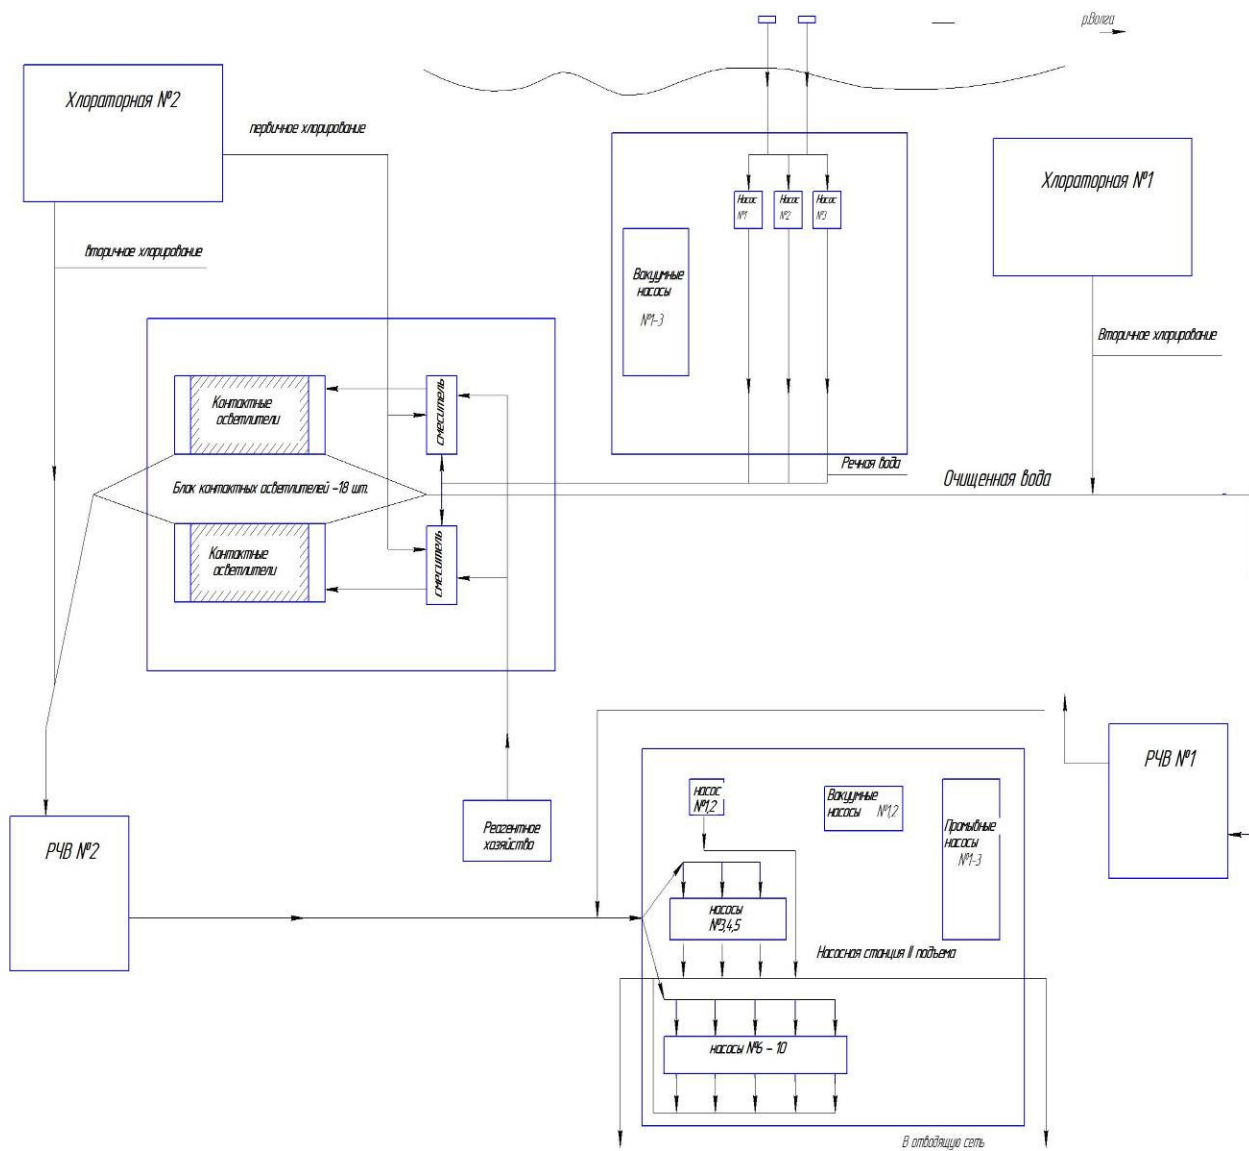 р.Волга
Хлораторная №2
первичное хлорирование
Хлораторная №1
Насос
№1
Насос
№2
Насос
№3
вторичное хлорирование
Вакуумные
насосы
№1-3
Вторичное хлорирование
Контактные
осветлители
смеситель
Речная вода
Очищенная вода
Блок контактных осветлителей -18 шт.
Контактные
осветлители
смеситель
РЧВ №1
насос
№1,2
Вакуумные
насосы №1,2
Промывные
насосы
№1-3
Реагентное
хозяйство
РЧВ №2
насосы
№3,4,5
Насосная станция II подъема
насосы №6 - 10
В отводящую сеть